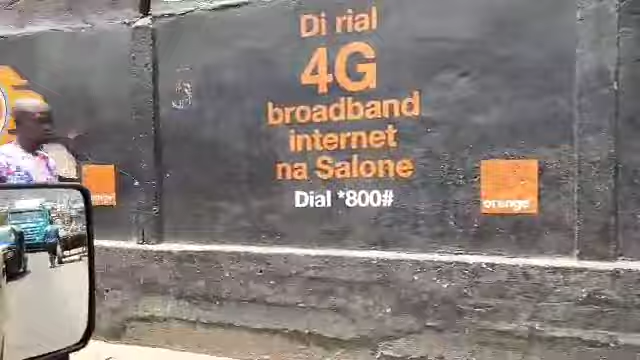 Di rial
4G
broadband
internet
na Salone
Dial *800#
orange